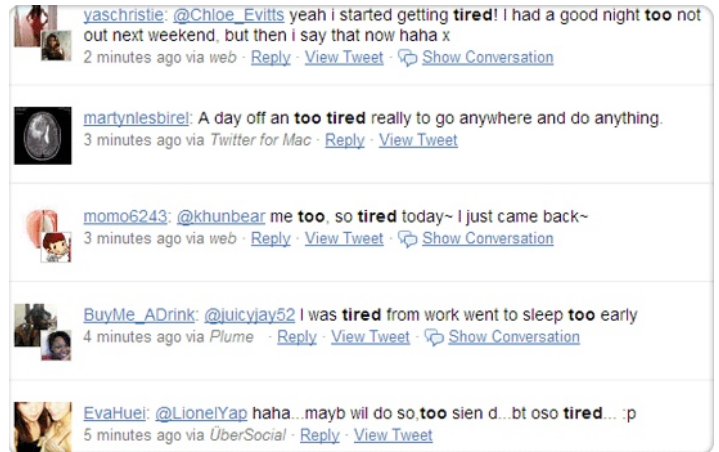 yaschristie: @Chloe_Evitts yeah i started getting tired! I had a good night too not
out next weekend, but then i say that now haha x
2 minutes ago via web · Reply · View Tweet · Show Conversation
martynlesbirel: A day off an too tired really to go anywhere and do anything.
3 minutes ago via Twitter for Mac · Reply · View Tweet
momo6243: @khunbear me too, so tired today~ I just came back~
3 minutes ago via web · Reply · View Tweet · Show Conversation
BuyMe_ADrink: @juicyjay52 I was tired from work went to sleep too early
4 minutes ago via Plume · Reply · View Tweet · Show Conversation
EvaHuei: @LionelYap haha...mayb wil do so,too sien d...bt oso tired... :p
5 minutes ago via ÜberSocial · Reply · View Tweet